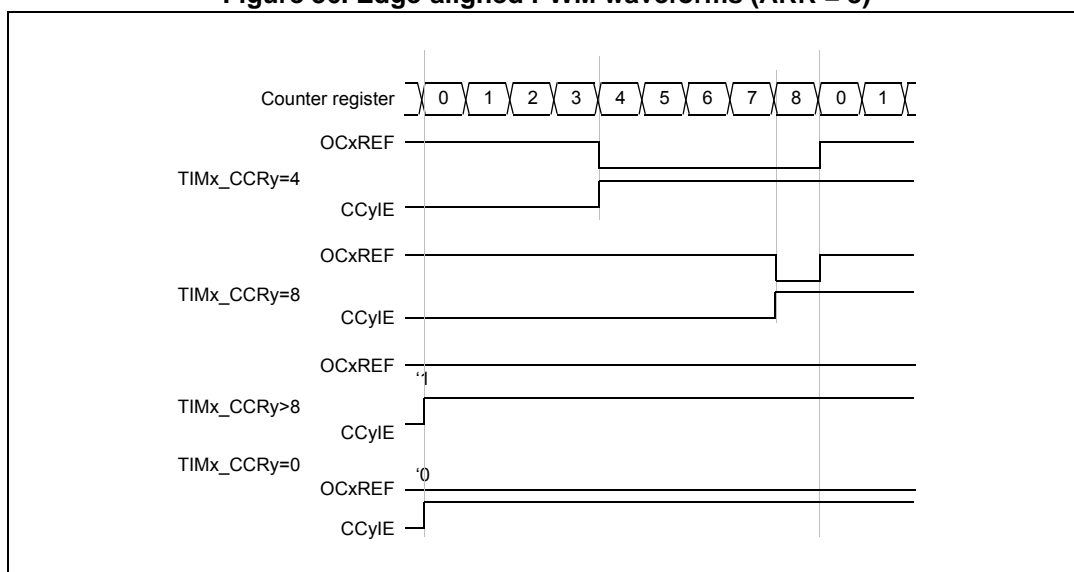 Figure 50. Edge-aligned PWM waveforms (ARR = 8)
Counter register 0 1 2 3 4 5 6 7 8 0 1
OCxREF
TIMx_CCRy=4
CCyIE
OCxREF
TIMx_CCRy=8
CCyIE
OCxREF
‘1
TIMx_CCRy>8
CCyIE
TIMx_CCRy=0
‘0
OCxREF
CCyIE